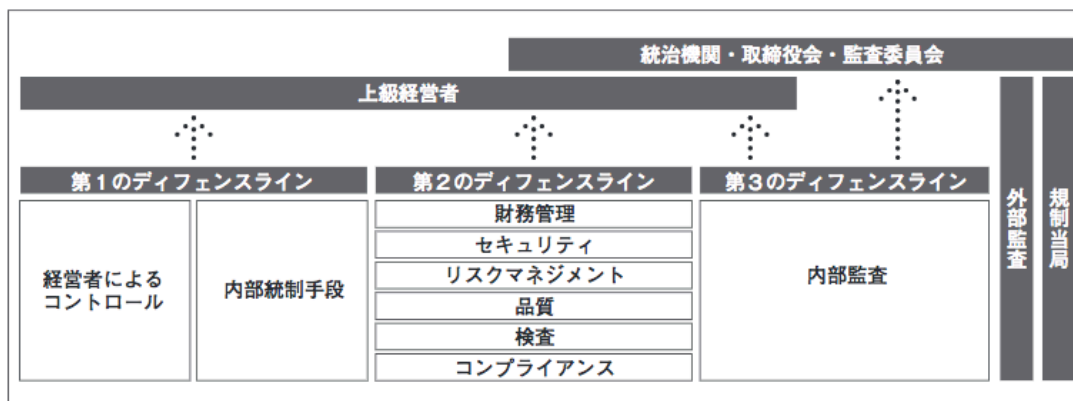 統治機関・取締役会・監査委員会
上級経営者
第1のディフェンスライン
第2のディフェンスライン
第3のディフェンスライン
経営者による
コントロール
内部統制手段
財務管理
セキュリティ
リスクマネジメント
品質
検査
コンプライアンス
内部監査
外部監査
規制当局